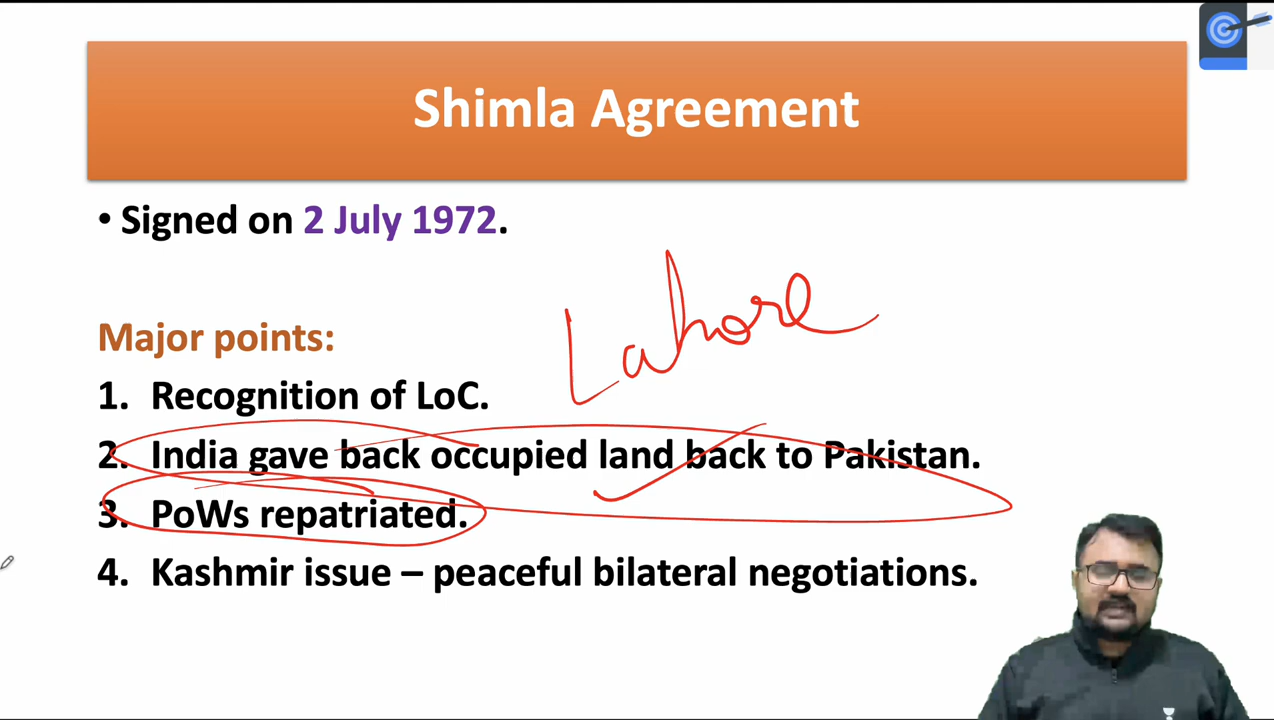 Shimla Agreement
• Signed on 2 July 1972.
Lahore
Major points:
1. Recognition of LoC.
2. India gave back occupied land back to Pakistan.
3. PoWs repatriated.
4. Kashmir issue – peaceful bilateral negotiations.